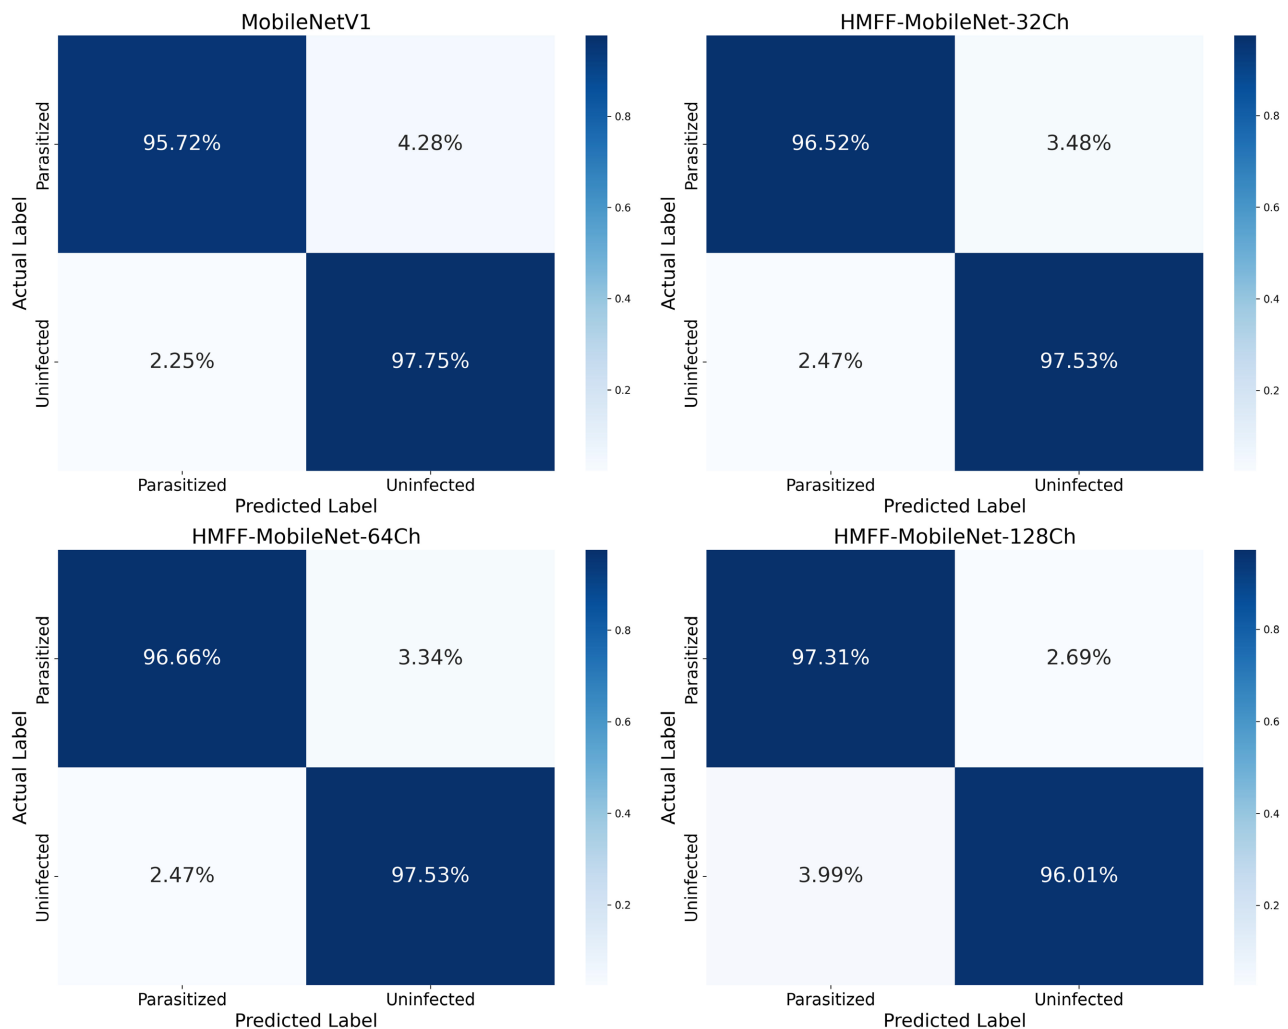 MobileNetV1
Actual Label
Parasitized
Uninfected
95.72%
4.28%
2.25%
97.75%
Parasitized
Uninfected
Predicted Label
0.8
0.6
0.4
0.2
HMFF-MobileNet-32Ch
Actual Label
Parasitized
Uninfected
96.52%
3.48%
2.47%
97.53%
Parasitized
Uninfected
Predicted Label
0.8
0.6
0.4
0.2
HMFF-MobileNet-64Ch
Actual Label
Parasitized
Uninfected
96.66%
3.34%
2.47%
97.53%
Parasitized
Uninfected
Predicted Label
0.8
0.6
0.4
0.2
HMFF-MobileNet-128Ch
Actual Label
Parasitized
Uninfected
97.31%
2.69%
3.99%
96.01%
Parasitized
Uninfected
Predicted Label
0.8
0.6
0.4
0.2